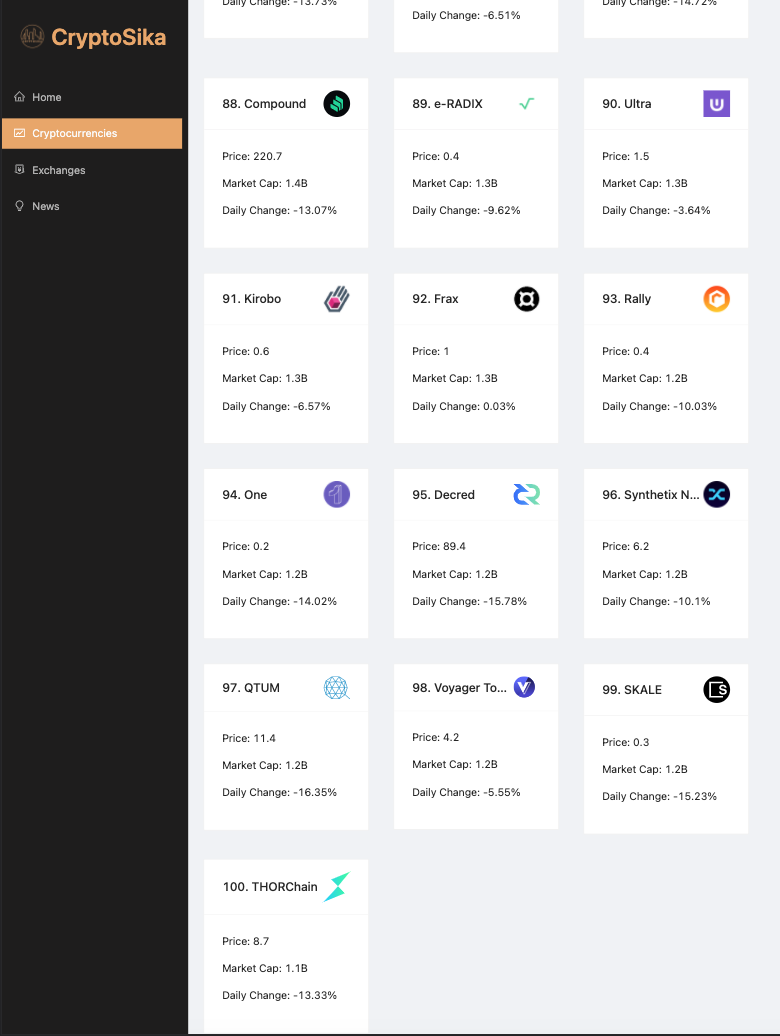 CryptoSika
Home
Cryptocurrencies
Exchanges
News
Daily Change: -13.73%
Daily Change: -6.51%
Daily Change: -14.72%
88. Compound
Price: 220.7
Market Cap: 1.4B
Daily Change: -13.07%
89. e-RADIX
Price: 0.4
Market Cap: 1.3B
Daily Change: -9.62%
90. Ultra
Price: 1.5
Market Cap: 1.3B
Daily Change: -3.64%
91. Kirobo
Price: 0.6
Market Cap: 1.3B
Daily Change: -6.57%
92. Frax
Price: 1
Market Cap: 1.3B
Daily Change: 0.03%
93. Rally
Price: 0.4
Market Cap: 1.2B
Daily Change: -10.03%
94. One
Price: 0.2
Market Cap: 1.2B
Daily Change: -14.02%
95. Decred
Price: 89.4
Market Cap: 1.2B
Daily Change: -15.78%
96. Synthetix N...
Price: 6.2
Market Cap: 1.2B
Daily Change: -10.1%
97. QTUM
Price: 11.4
Market Cap: 1.2B
Daily Change: -16.35%
98. Voyager To...
Price: 4.2
Market Cap: 1.2B
Daily Change: -5.55%
99. SKALE
Price: 0.3
Market Cap: 1.2B
Daily Change: -15.23%
100. THORChain
Price: 8.7
Market Cap: 1.1B
Daily Change: -13.33%